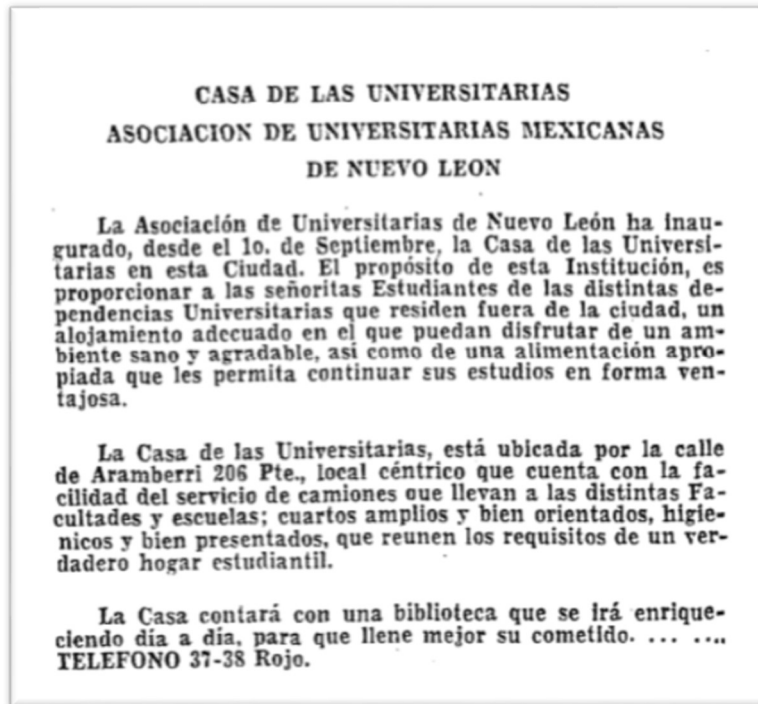 CASA DE LAS UNIVERSITARIAS
ASOCIACION DE UNIVERSITARIAS MEXICANAS
DE NUEVO LEON
La Asociación de Universitarias de Nuevo León ha inau-
gurado, desde el 1o. de Septiembre, la Casa de las Universi-
tarias en esta Ciudad. El propósito de esta Institución, es
proporcionar a las señoritas Estudiantes de las distintas de-
pendencias Universitarias que residen fuera de la ciudad, un
alojamiento adecuado en el que puedan disfrutar de un am-
biente sano y agradable, así como de una alimentación apro-
piada que les permita continuar sus estudios en forma ven-
tajosa.
La Casa de las Universitarias, está ubicada por la calle
de Aramberri 206 Pte., local céntrico que cuenta con la fa-
cilidad del servicio de camiones que llevan a las distintas Fa-
cultades y escuelas; cuartos amplios y bien orientados, higie-
nicos y bien presentados, que reunen los requisitos de un ver-
dadero hogar estudiantil.
La Casa contará con una biblioteca que se irá enrique-
ciendo día a día, para que llene mejor su cometido. ... ....
TELEFONO 37-38 Rojo.